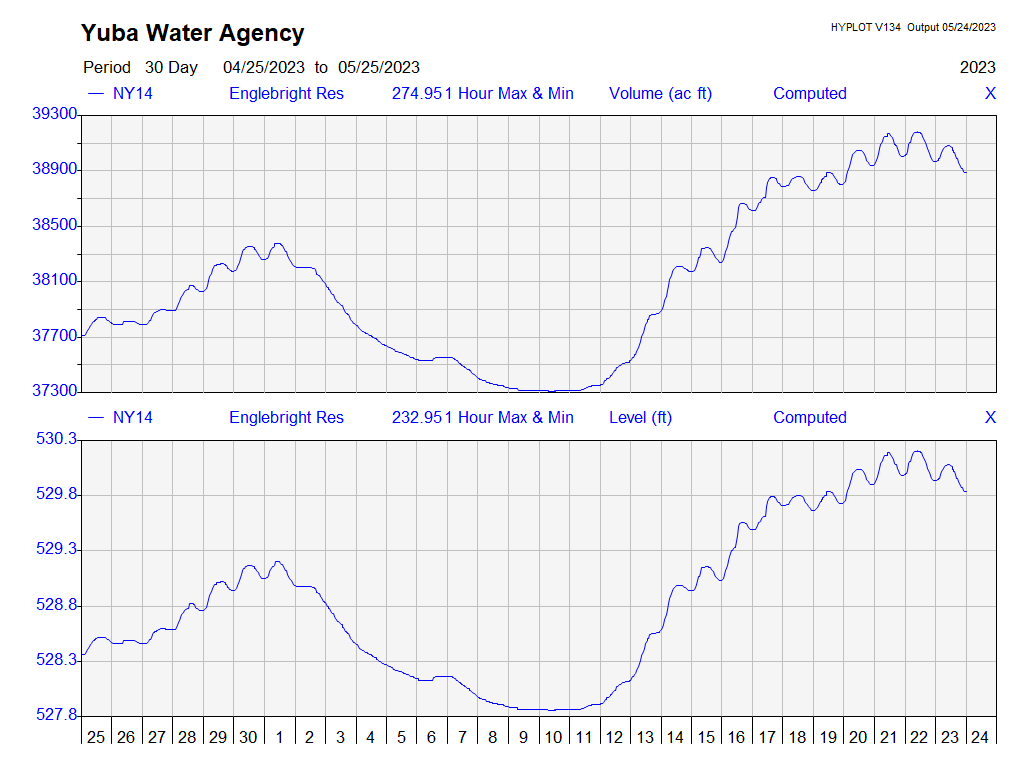 Yuba Water Agency
HYPLOT V134 Output 05/24/2023
Period 30 Day 04/25/2023 to 05/25/2023 2023
NY14 Englebright Res 274.951 Hour Max & Min Volume (ac ft) Computed X
39300
38900
38500
38100
37700
37300
NY14 Englebright Res 232.951 Hour Max & Min Level (ft) Computed X
530.3
529.8
529.3
528.8
528.3
527.8
25 26 27 28 29 30 1 2 3 4 5 6 7 8 9 10 11 12 13 14 15 16 17 18 19 20 21 22 23 24